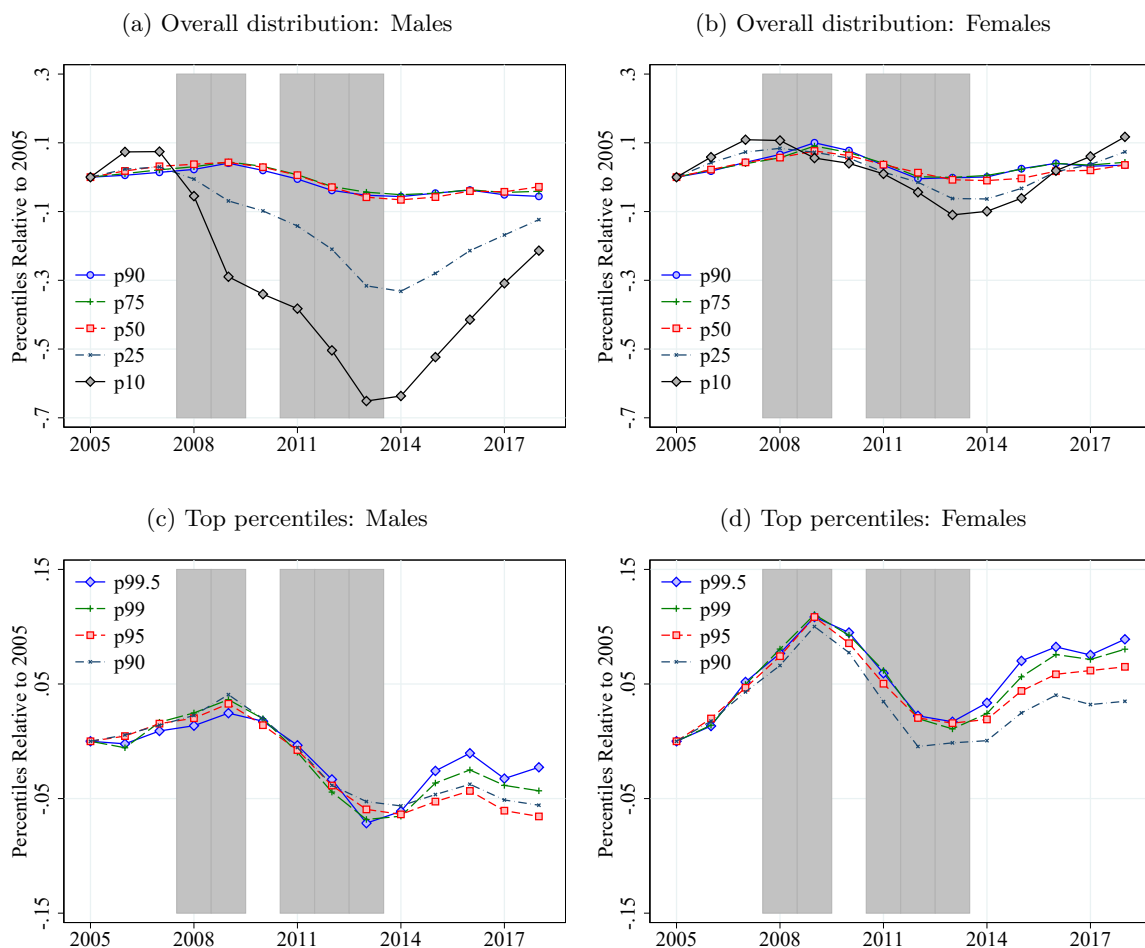 (a) Overall distribution: Males
Percentiles Relative to 2005
.3
.1
-.1
-.3
-.5
-.7
p90
p75
p50
p25
p10
2005 2008 2011 2014 2017
(b) Overall distribution: Females
Percentiles Relative to 2005
.3
.1
-.1
-.3
-.5
-.7
p90
p75
p50
p25
p10
2005 2008 2011 2014 2017
(c) Top percentiles: Males
Percentiles Relative to 2005
.15
.05
-.05
-.15
p99.5
p99
p95
p90
2005 2008 2011 2014 2017
(d) Top percentiles: Females
Percentiles Relative to 2005
.15
.05
-.05
-.15
p99.5
p99
p95
p90
2005 2008 2011 2014 2017